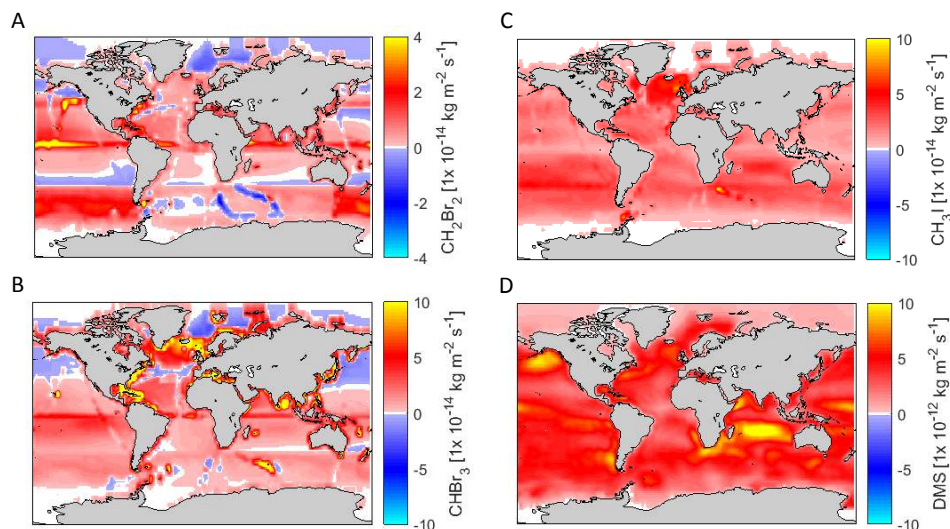 A
4
2
0
-2
-4
CH2Br2 [1x 10-14 kg m-2 s-1]
C
10
5
0
-5
-10
CH3I [1x 10-14 kg m-2 s-1]
B
10
5
0
-5
-10
CHBr3 [1x 10-14 kg m-2 s-1]
D
10
5
0
-5
-10
DMS [1x 10-12 kg m-2 s-1]